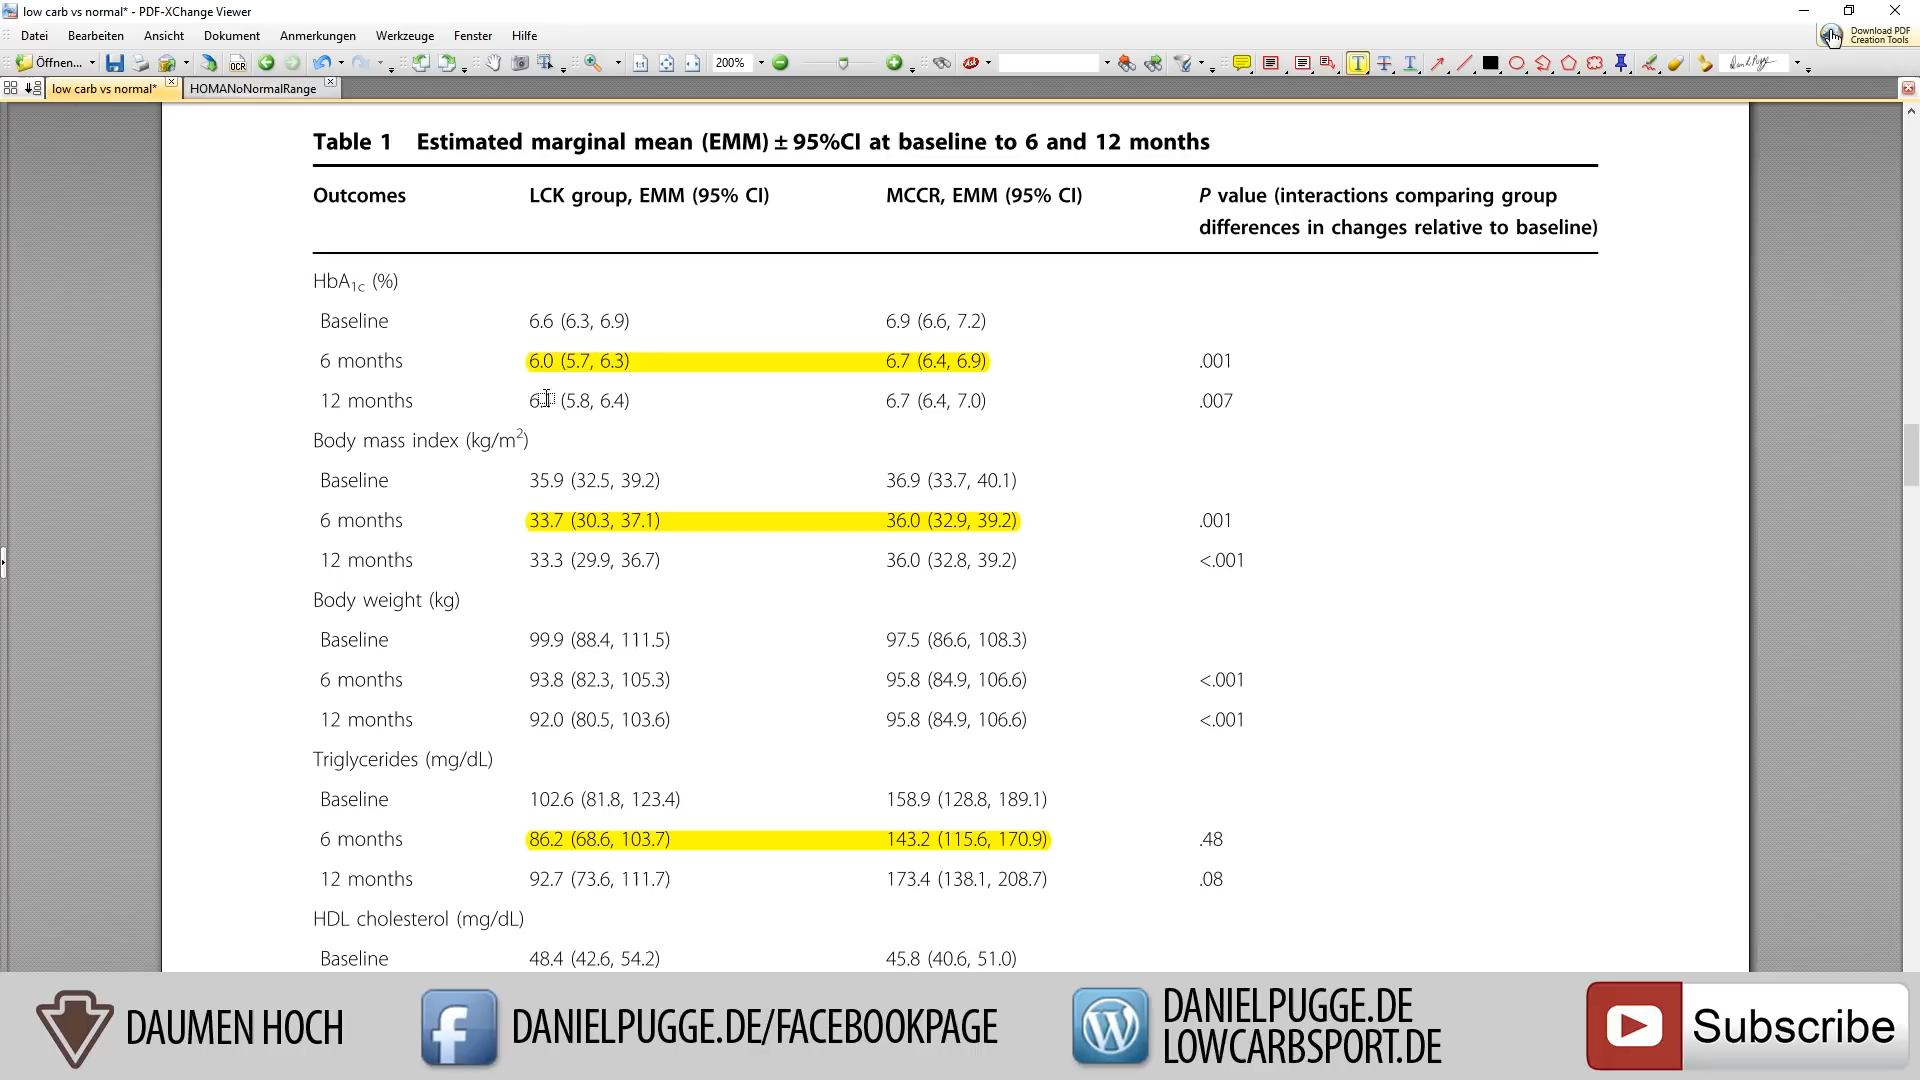 low carb vs normal* - PDF-XChange Viewer
Datei Bearbeiten Ansicht Dokument Anmerkungen Kommentare Werkzeuge Fenster Hilfe
Download PDF
Creation Tools
Öffnen... OCR 200%
low carb vs normal* HOMANoNormalRange
Table 1 Estimated marginal mean (EMM) ± 95%CI at baseline to 6 and 12 months
Outcomes LCK group, EMM (95% CI) MCCR, EMM (95% CI) P value (interactions comparing group
differences in changes relative to baseline)
HbA1c (%)
Baseline 6.6 (6.3, 6.9) 6.9 (6.6, 7.2)
6 months 6.0 (5.7, 6.3) 6.7 (6.4, 6.9) .001
12 months (5.8, 6.4) 6.7 (6.4, 7.0) .007
Body mass index (kg/m2)
Baseline 35.9 (32.5, 39.2) 36.9 (33.7, 40.1)
6 months 33.7 (30.3, 37.1) 36.0 (32.9, 39.2) .001
12 months 33.3 (29.9, 36.7) 36.0 (32.8, 39.2) <.001
Body weight (kg)
Baseline 99.9 (88.4, 111.5) 97.5 (86.6, 108.3)
6 months 93.8 (82.3, 105.3) 95.8 (84.9, 106.6) <.001
12 months 92.0 (80.5, 103.6) 95.8 (84.9, 106.6) <.001
Triglycerides (mg/dL)
Baseline 102.6 (81.8, 123.4) 158.9 (128.8, 189.1)
6 months 86.2 (68.6, 103.7) 143.2 (115.6, 170.9) .48
12 months 92.7 (73.6, 111.7) 173.4 (138.1, 208.7) .08
HDL cholesterol (mg/dL)
Baseline 48.4 (42.6, 54.2) 45.8 (40.6, 51.0)
DAUMEN HOCH
DANIELPUGGE.DE/FACEBOOKPAGE
DANIELPUGGE.DE
LOWCARBSPORT.DE
Subscribe